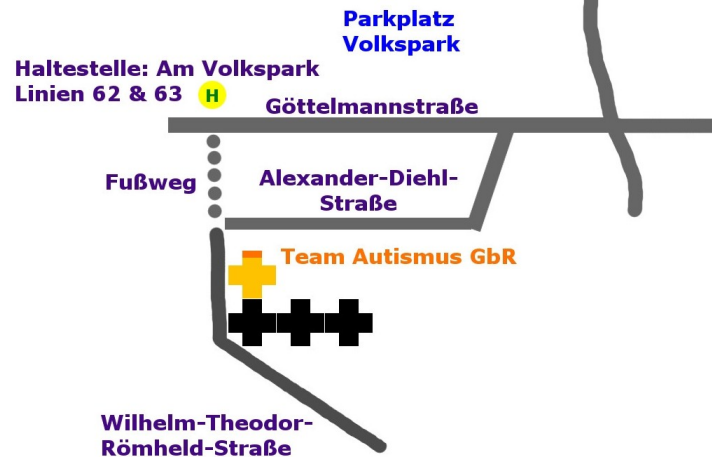 Parkplatz
Volkspark
Haltestelle: Am Volkspark
Linien 62 & 63 H
Göttelmannstraße
Fußweg
Alexander-Diehl-
Straße
Team Autismus GbR
Wilhelm-Theodor-
Römheld-Straße